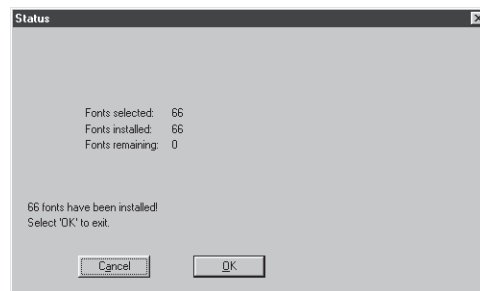 Status
Fonts selected: 66
Fonts installed: 66
Fonts remaining: 0
66 fonts have been installed!
Select 'OK' to exit.
Cancel OK